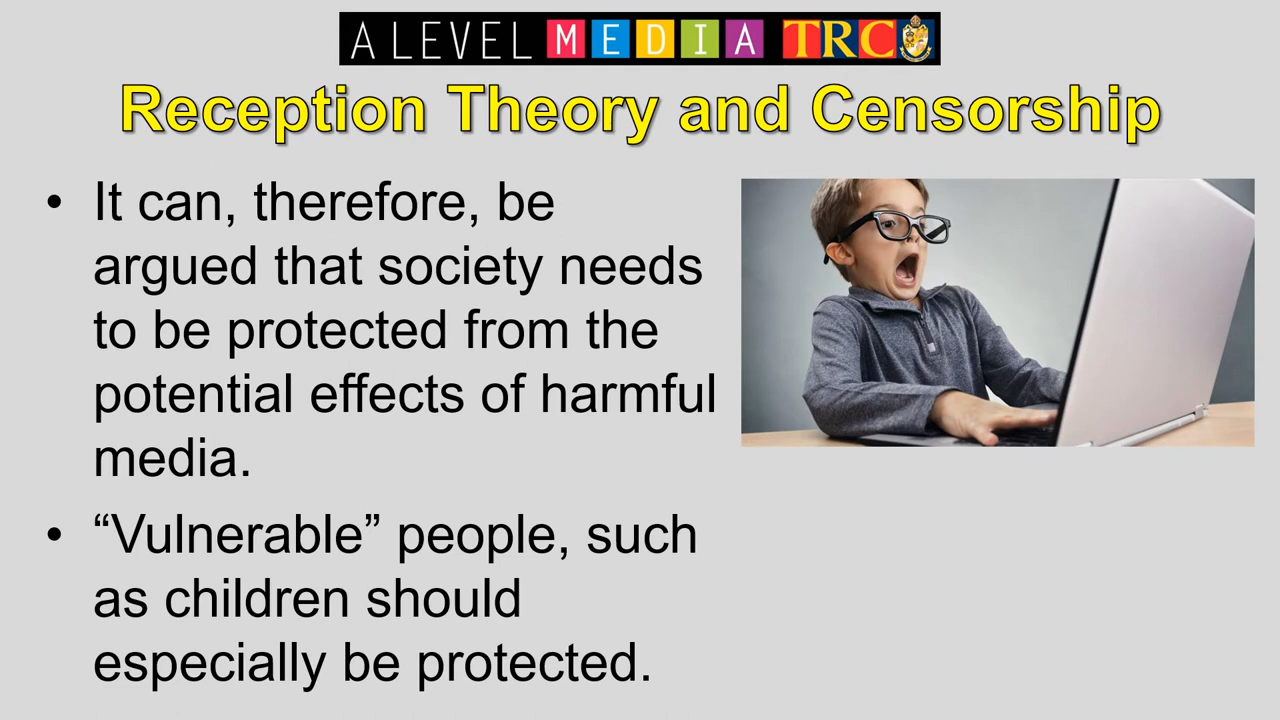 A LEVEL MEDIA TRC
Reception Theory and Censorship
• It can, therefore, be
argued that society needs
to be protected from the
potential effects of harmful
media.
• “Vulnerable” people, such
as children should
especially be protected.